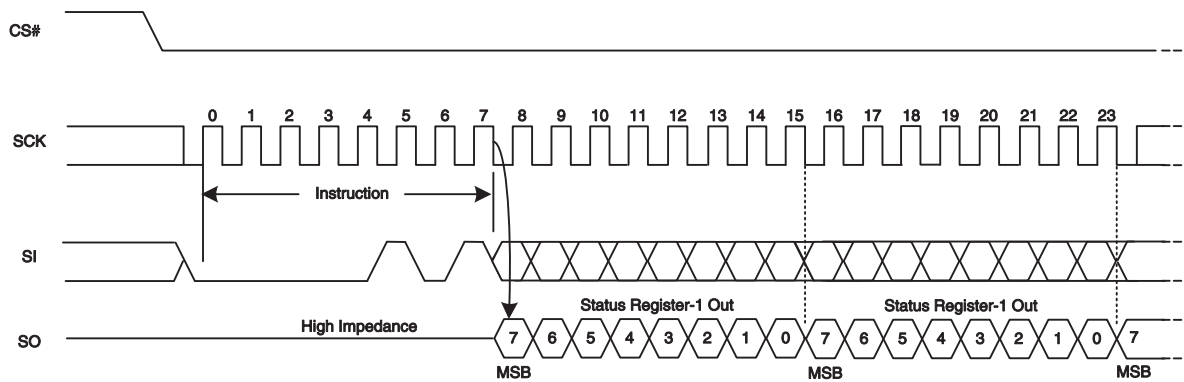 CS#
0 1 2 3 4 5 6 7 8 9 10 11 12 13 14 15 16 17 18 19 20 21 22 23
SCK
Instruction
SI
Status Register-1 Out Status Register-1 Out
High Impedance
SO 7 6 5 4 3 2 1 0 7 6 5 4 3 2 1 0 7
MSB MSB MSB